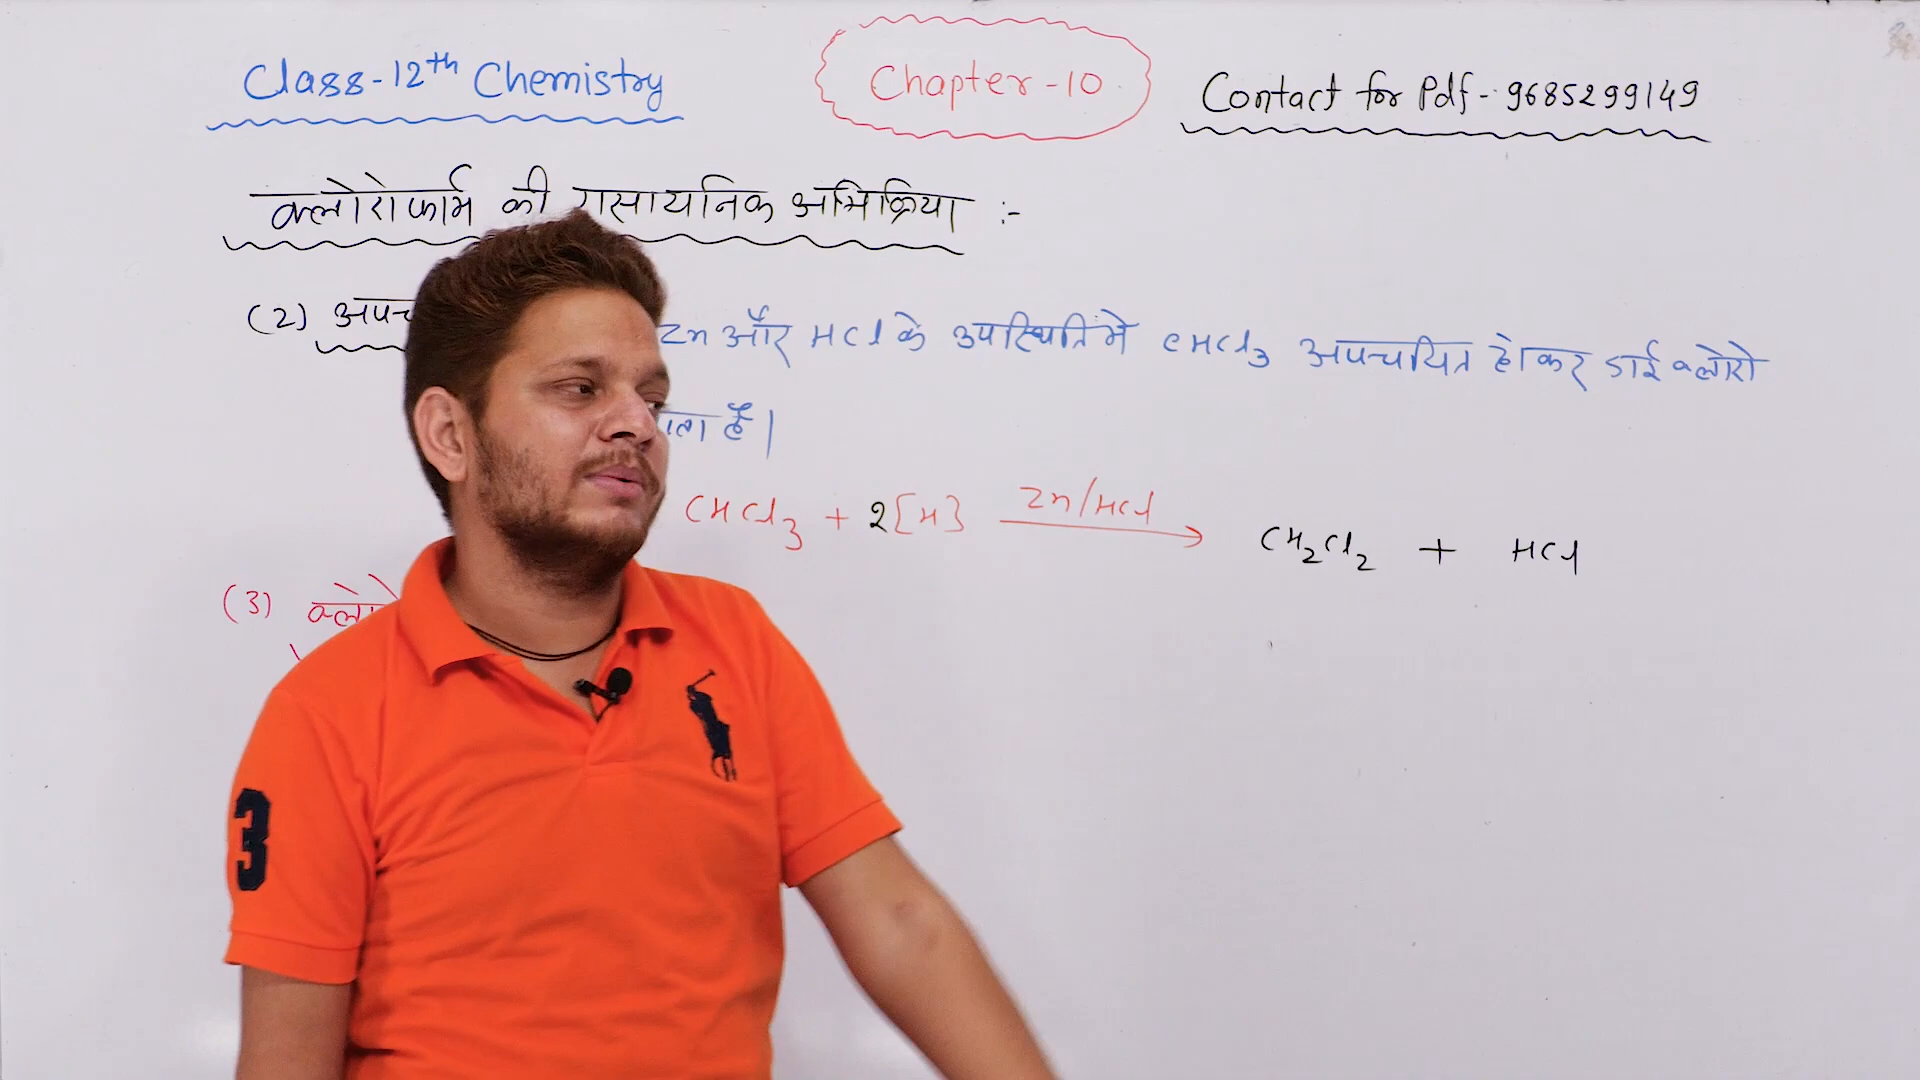 Class-12th Chemistry
Chapter-10
Contact for Pdf-9685299149
क्लोरोफार्म की रासायनिक अभिक्रिया :-
(2) Zn और HCl के उपस्थिति मे CHCl3 अपचयित होकर डाई क्लोरो
है।
CHCl3 + 2[H] Zn/HCl → CH2Cl2 + HCl
(3)
3